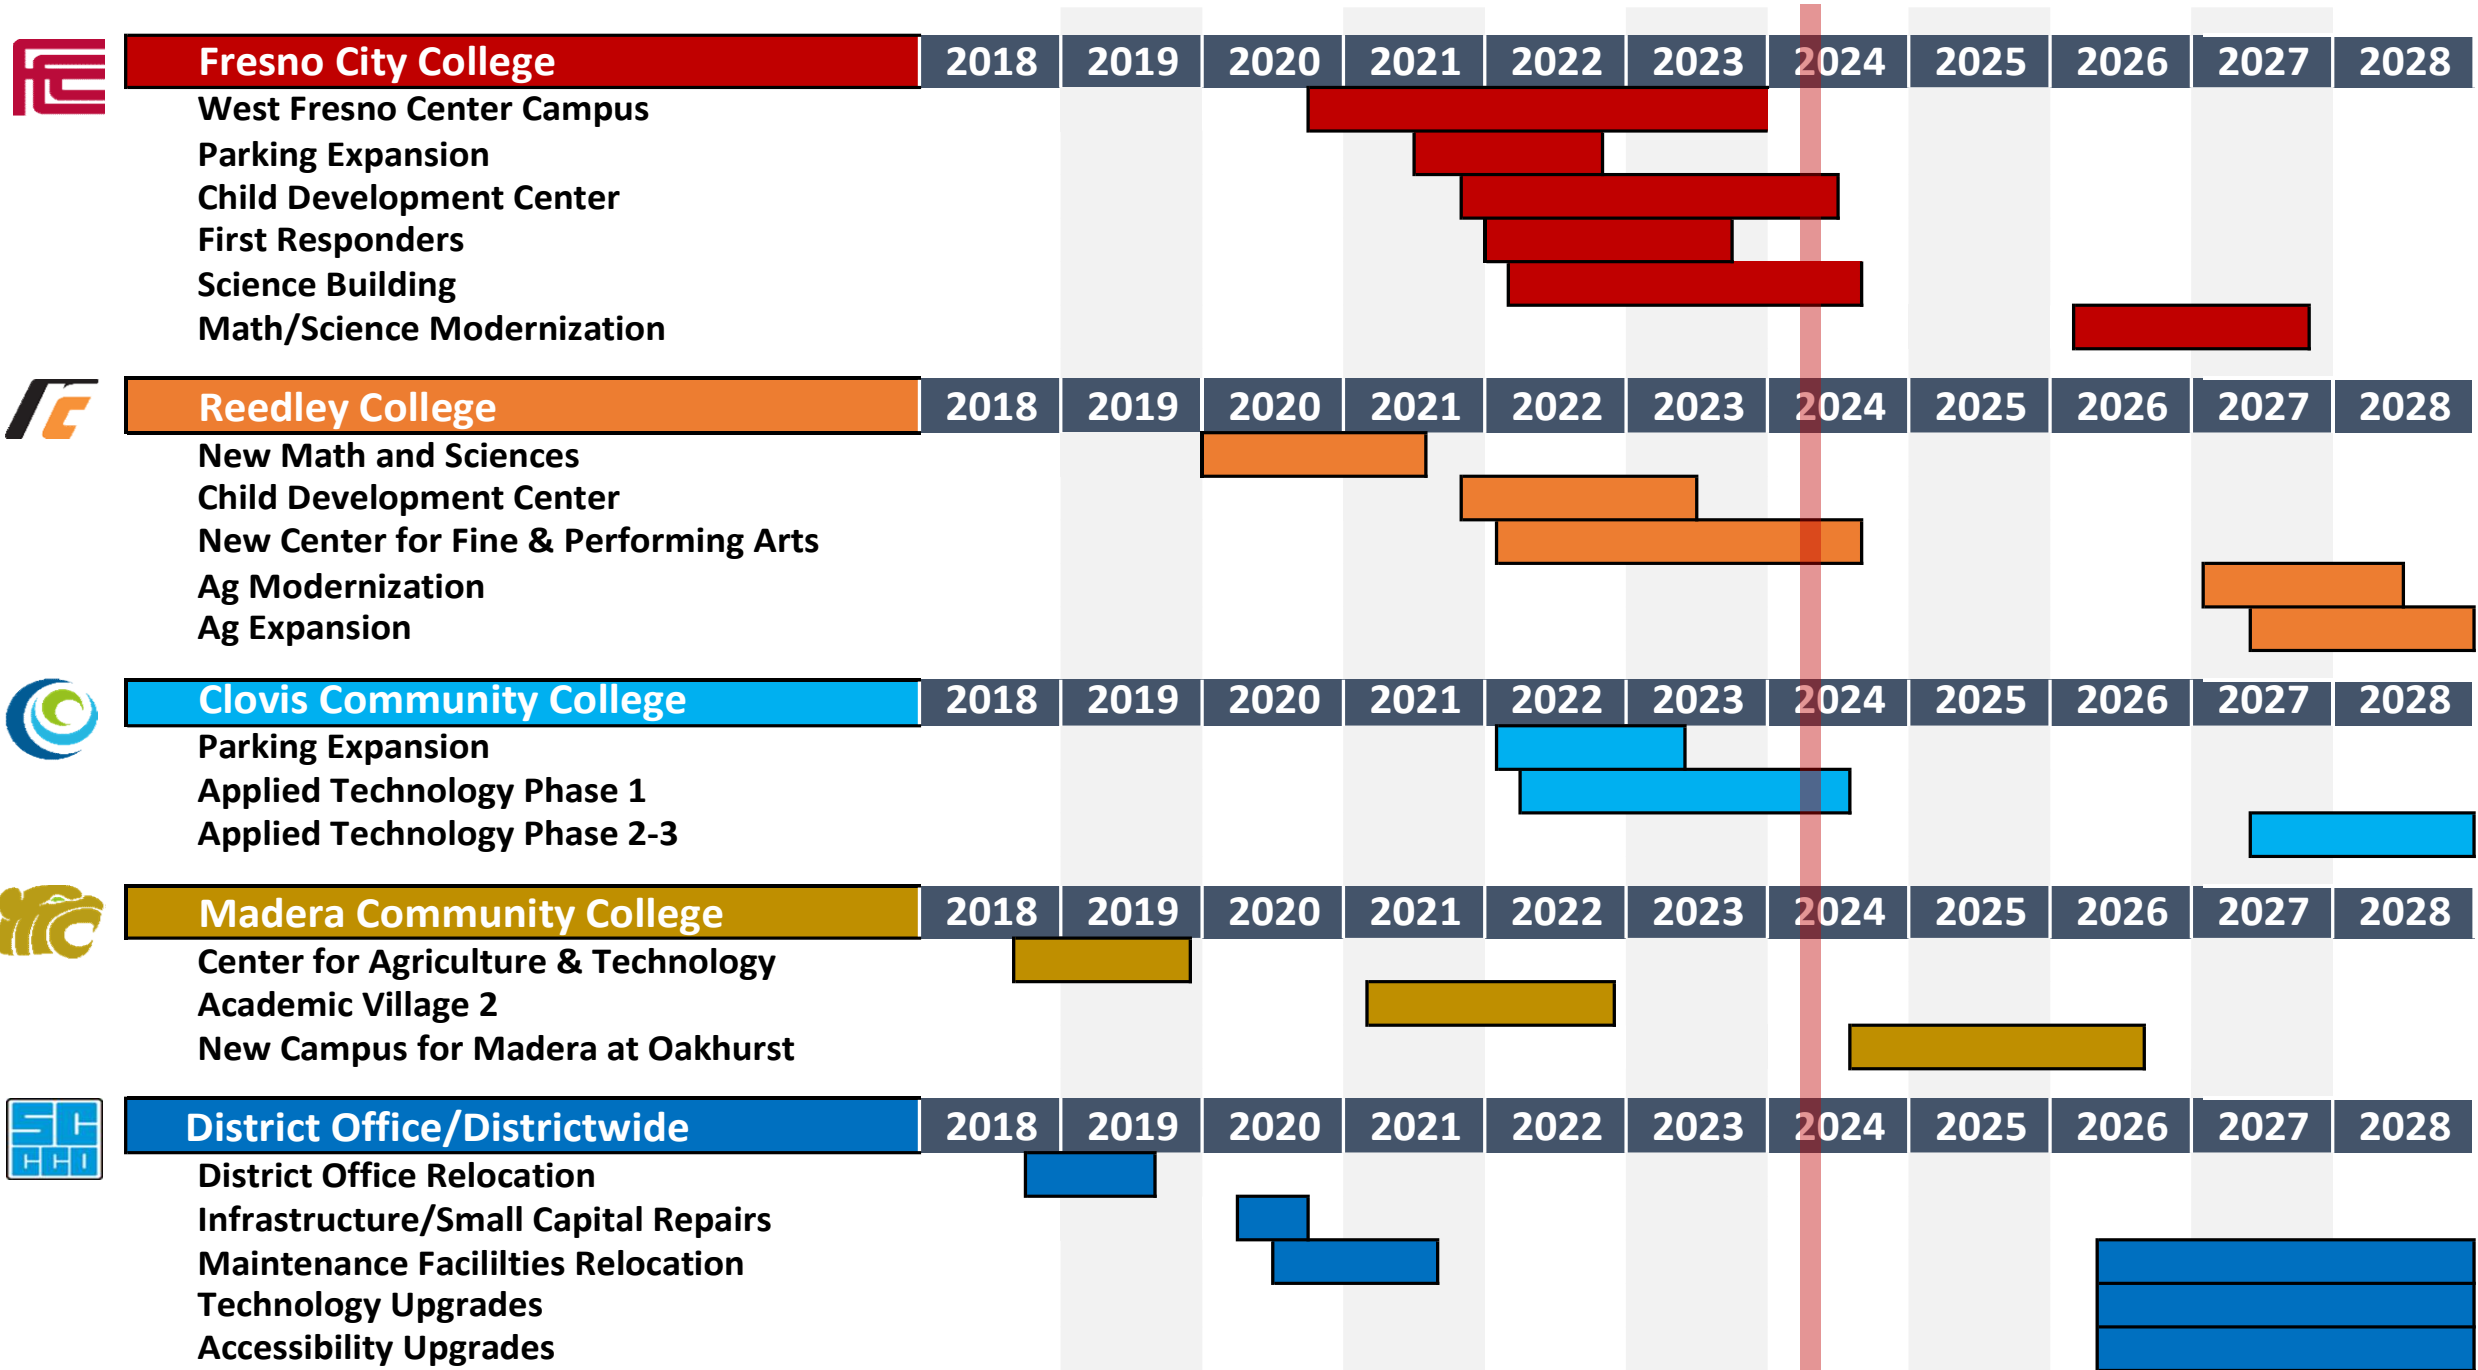 Fresno City College 2018 2019 2020 2021 2022 2023 2024 2025 2026 2027 2028
West Fresno Center Campus
Parking Expansion
Child Development Center
First Responders
Science Building
Math/Science Modernization
Reedley College 2018 2019 2020 2021 2022 2023 2024 2025 2026 2027 2028
New Math and Sciences
Child Development Center
New Center for Fine & Performing Arts
Ag Modernization
Ag Expansion
Clovis Community College 2018 2019 2020 2021 2022 2023 2024 2025 2026 2027 2028
Parking Expansion
Applied Technology Phase 1
Applied Technology Phase 2-3
Madera Community College 2018 2019 2020 2021 2022 2023 2024 2025 2026 2027 2028
Center for Agriculture & Technology
Academic Village 2
New Campus for Madera at Oakhurst
SC
CCD
District Office/Districtwide 2018 2019 2020 2021 2022 2023 2024 2025 2026 2027 2028
District Office Relocation
Infrastructure/Small Capital Repairs
Maintenance Facililties Relocation
Technology Upgrades
Accessibility Upgrades